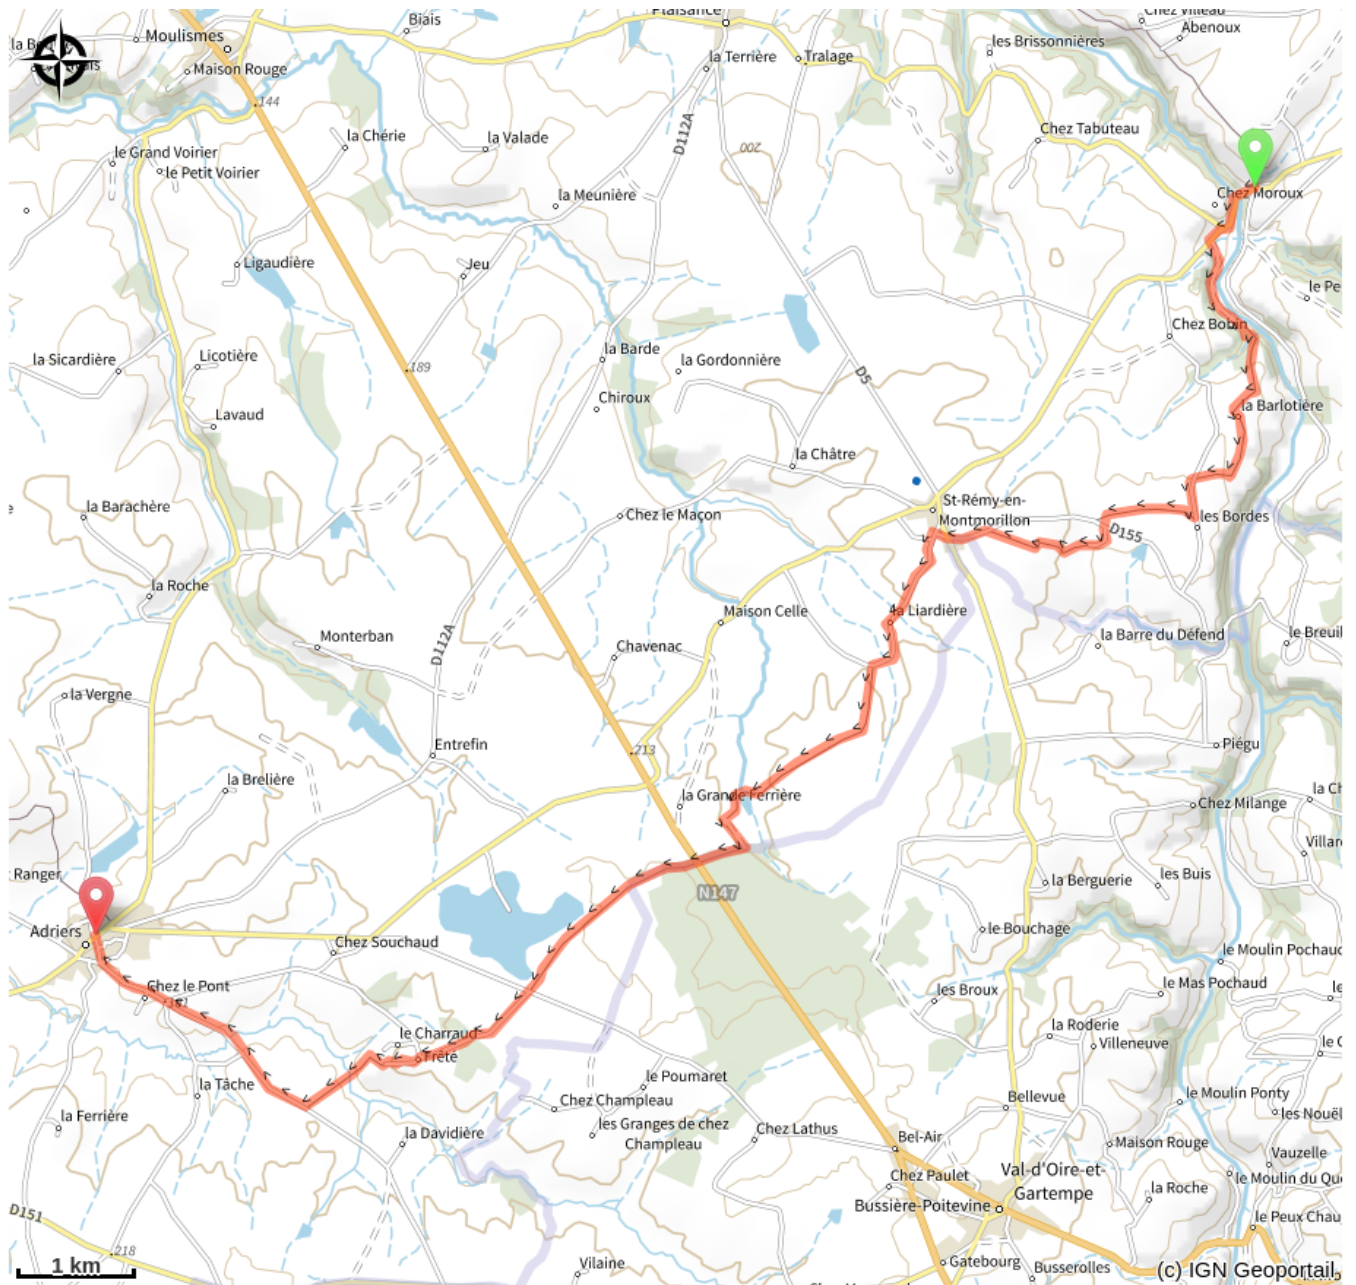 Biais
Plaisance
Chez Villeau
Abenoux
Moulismes
Maison Rouge
la Terrière
Tralage
les Brissonnières
144
la Chérie
la Valade
D112A
200
Chez Tabuteau
le Grand Voirier
le Petit Voirier
la Meunière
Chez Moroux
Ligaudière
Jeu
le Pe
Chez Bobin
la Sicardière
Licotière
189
la Barde
la Gordonnière
D5
Chiroux
Lavaud
la Barlotière
la Châtre
la Barachère
Chez le Maçon
St-Rémy-en-
Montmorillon
les Bordes
D155
la Roche
Maison Celle
la Liardière
Monterban
D112A
Chavenac
la Barre du Défend
le Breuil
la Vergne
Entrefin
213
Piégu
la Brelière
la Grande Ferrière
Chez Milange
la Ch
Villar
Ranger
N147
la Berguerie
les Buis
Adriers
Chez Souchaud
le Bouchage
le Moulin Pochaud
Chez le Pont
les Broux
le Mas Pochaud
le
le Charraud
Frêté
la Roderie
Villeneuve
le C
la Tâche
le Poumaret
Chez Champleau
Bellevue
le Moulin Ponty
les Nouël
la Ferrière
les Granges de chez
Champleau
la Davidière
Chez Lathus
Bel-Air
Maison Rouge
Vauzelle
Chez Paulet
Val-d'Oire-et-
Gartempe
le Moulin du Qu
la Roche
Bussière-Poitevine
le Peux Chau
D151
218
1 km
Vilaine
Gatebourg
Busserolles
(c) IGN Geoportail